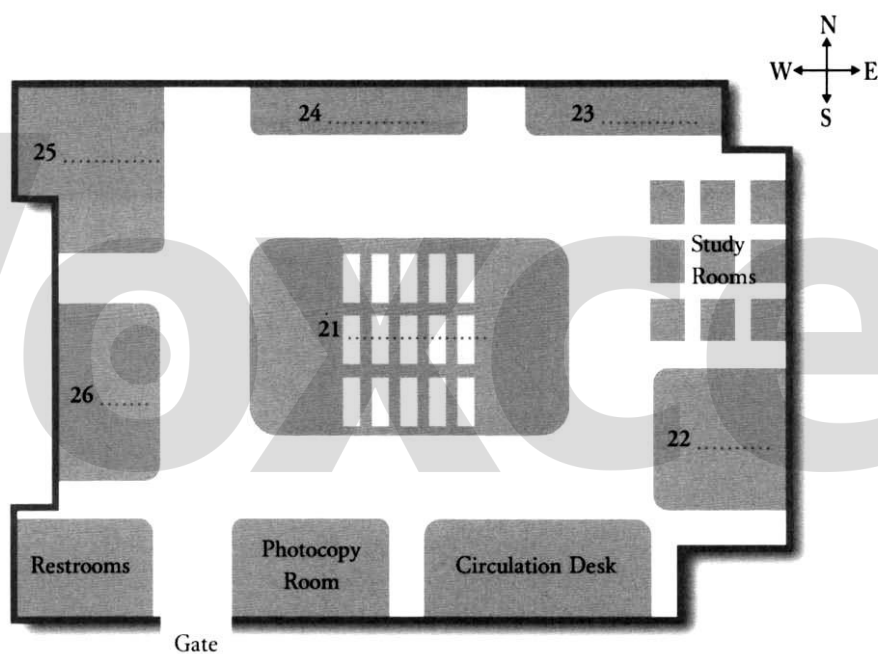 N
W E
S
24 ........................
23 ........................
25 ........................
Study
Rooms
21 ........................
26 ............
22 ..................
Restrooms
Photocopy
Room
Circulation Desk
Gate